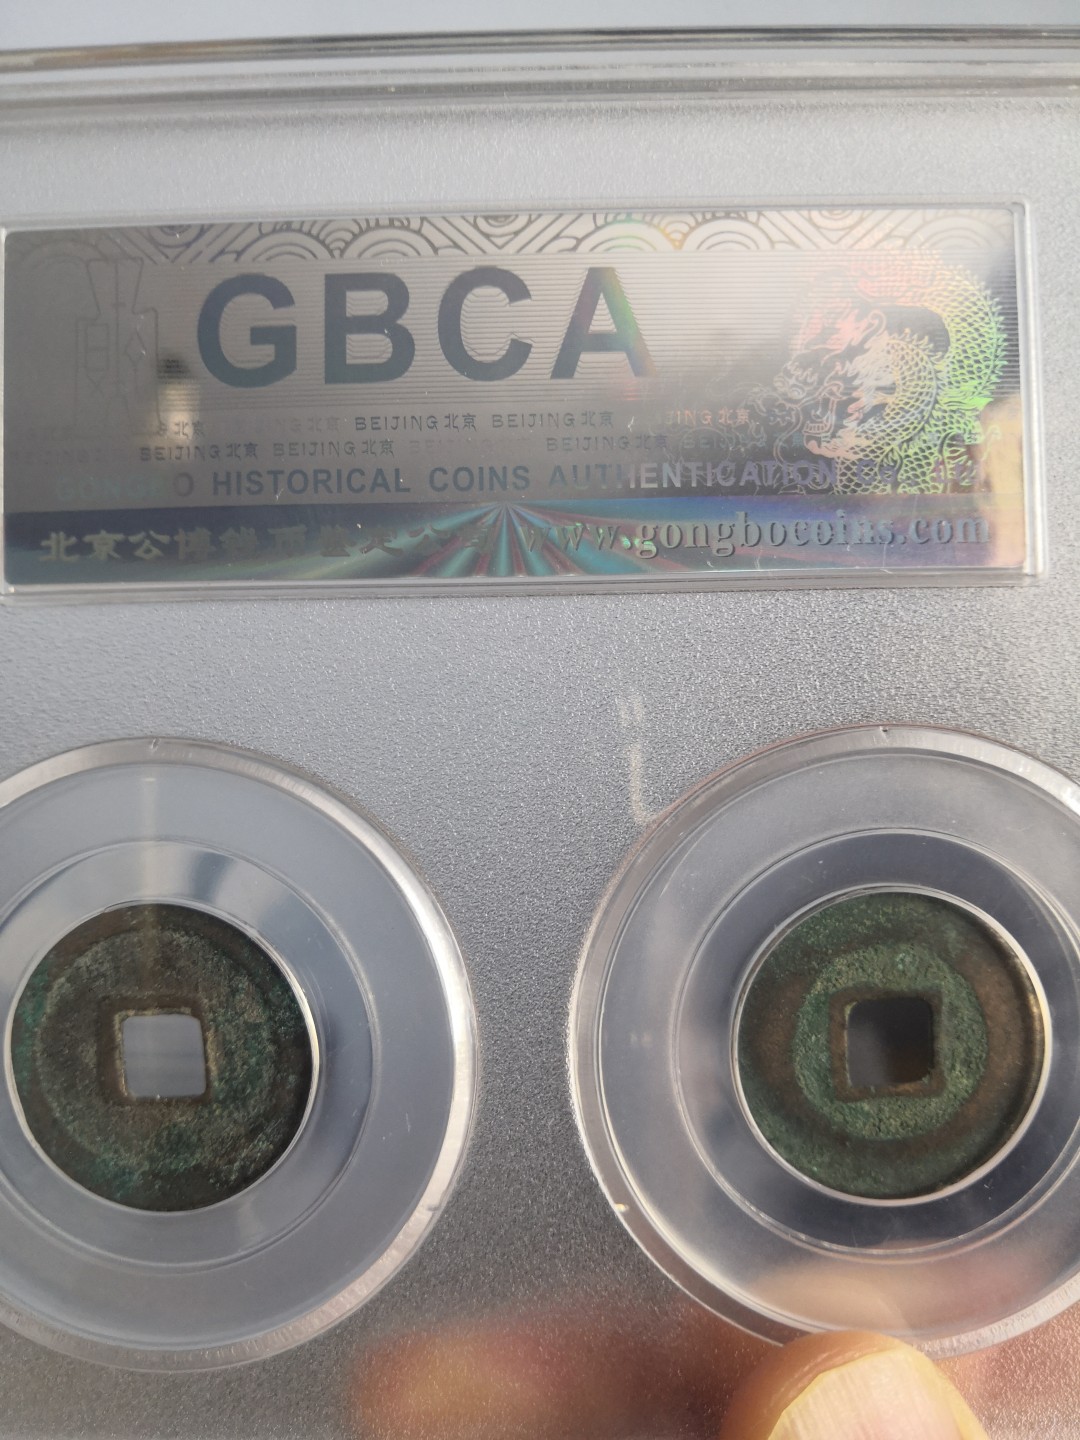 GBCA
北京 BEIJING北京 BEIJING北京 BEIJING北京
BEIJING北京 BEIJING北京 BEIJING北京
HISTORICAL COINS AUTHENTICATION
北京公博 www.gongbocoins.com